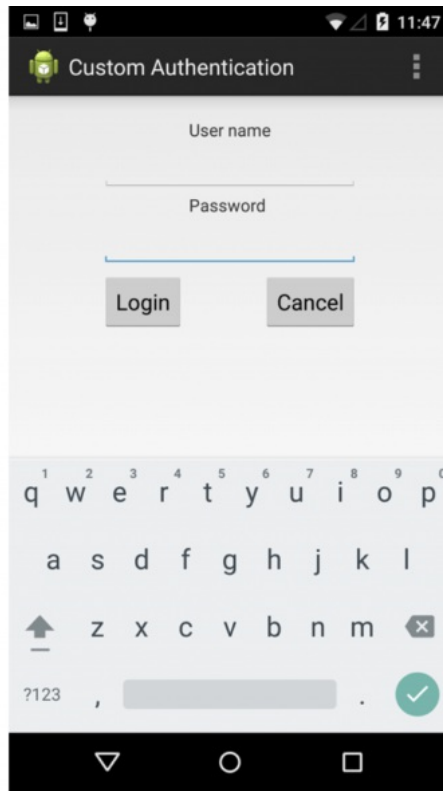 11:47
Custom Authentication
User name
Password
Login Cancel
1 2 3 4 5 6 7 8 9 0
q w e r t y u i o p
a s d f g h j k l
z x c v b n m
?123 , .